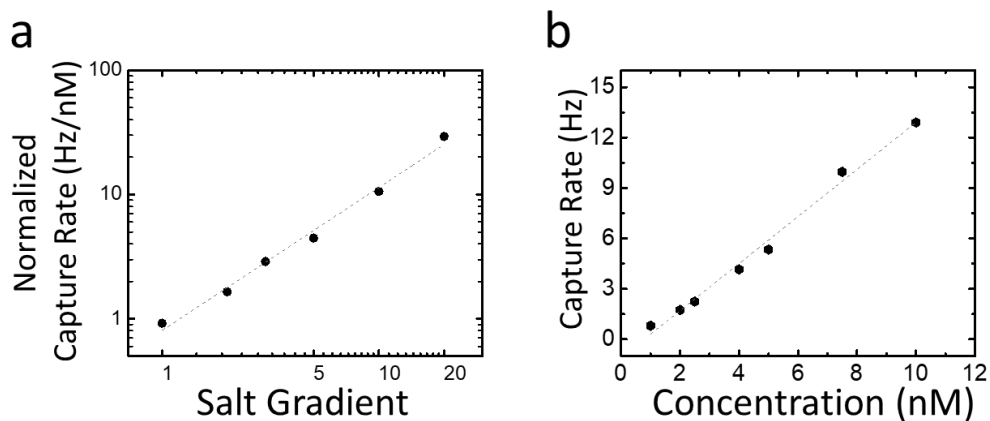 a
Normalized
Capture Rate (Hz/nM)
100
10
1
1
5
10
20
Salt Gradient
b
Capture Rate (Hz)
15
12
9
6
3
0
0
2
4
6
8
10
12
Concentration (nM)